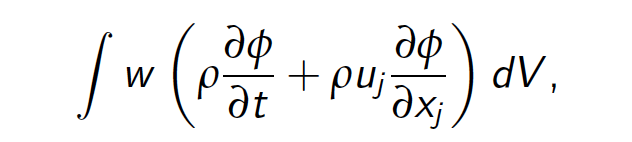 ∫ w ( ρ ∂ϕ/∂t + ρu_j ∂ϕ/∂x_j ) dV,